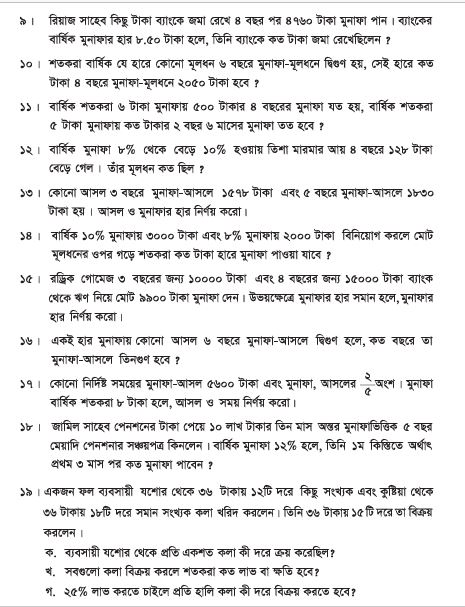 ৯। রিয়াজ সাহেব কিছু টাকা ব্যাংকে জমা রেখে ৪ বছর পর ৪৭৬০ টাকা মুনাফা পান। ব্যাংকের
বার্ষিক মুনাফার হার ৮.৫০ টাকা হলে, তিনি ব্যাংকে কত টাকা জমা রেখেছিলেন ?
১০। শতকরা বার্ষিক যে হারে কোনো মূলধন ৬ বছরে মুনাফা-মূলধনে দ্বিগুণ হয়, সেই হারে কত
টাকা ৪ বছরে মুনাফা-মূলধনে ২০৫০ টাকা হবে ?
১১। বার্ষিক শতকরা ৬ টাকা মুনাফায় ৫০০ টাকার ৪ বছরের মুনাফা যত হয়, বার্ষিক শতকরা
৫ টাকা মুনাফায় কত টাকার ২ বছর ৬ মাসের মুনাফা তত হবে ?
১২। বার্ষিক মুনাফা ৮% থেকে বেড়ে ১০% হওয়ায় তিশা মারমার আয় ৪ বছরে ১২৮ টাকা
বেড়ে গেল। তাঁর মূলধন কত ছিল ?
১৩। কোনো আসল ৩ বছরে মুনাফা-আসলে ১৫৭৮ টাকা এবং ৫ বছরে মুনাফা-আসলে ১৮৩০
টাকা হয়। আসল ও মুনাফার হার নির্ণয় করো।
১৪। বার্ষিক ১০% মুনাফায় ৩০০০ টাকা এবং ৮% মুনাফায় ২০০০ টাকা বিনিয়োগ করলে মোট
মূলধনের ওপর গড়ে শতকরা কত টাকা হারে মুনাফা পাওয়া যাবে ?
১৫। রড্রিক গোমেজ ৩ বছরের জন্য ১০০০০ টাকা এবং ৪ বছরের জন্য ১৫০০০ টাকা ব্যাংক
থেকে ঋণ নিয়ে মোট ৯৯০০ টাকা মুনাফা দেন। উভয়ক্ষেত্রে মুনাফার হার সমান হলে, মুনাফার
হার নির্ণয় করো।
১৬। একই হার মুনাফায় কোনো আসল ৬ বছরে মুনাফা-আসলে দ্বিগুণ হলে, কত বছরে তা
মুনাফা-আসলে তিনগুণ হবে ?
১৭। কোনো নির্দিষ্ট সময়ের মুনাফা-আসল ৫৬০০ টাকা এবং মুনাফা, আসলের ২/৫ অংশ। মুনাফা
বার্ষিক শতকরা ৮ টাকা হলে, আসল ও সময় নির্ণয় করো।
১৮। জামিল সাহেব পেনশনের টাকা পেয়ে ১০ লাখ টাকার তিন মাস অন্তর মুনাফাভিত্তিক ৫ বছর
মেয়াদি পেনশনার সঞ্চয়পত্র কিনলেন। বার্ষিক মুনাফা ১২% হলে, তিনি ১ম কিস্তিতে অর্থাৎ
প্রথম ৩ মাস পর কত মুনাফা পাবেন ?
১৯। একজন ফল ব্যবসায়ী যশোর থেকে ৩৬ টাকায় ১২টি দরে কিছু সংখ্যক এবং কুষ্টিয়া থেকে
৩৬ টাকায় ১৮টি দরে সমান সংখ্যক কলা খরিদ করলেন। তিনি ৩৬ টাকায় ১৫টি দরে তা বিক্রয়
করলেন।
ক. ব্যবসায়ী যশোর থেকে প্রতি একশত কলা কী দরে ক্রয় করেছিল?
খ. সবগুলো কলা বিক্রয় করলে শতকরা কত লাভ বা ক্ষতি হবে?
গ. ২৫% লাভ করতে চাইলে প্রতি হালি কলা কী দরে বিক্রয় করতে হবে?